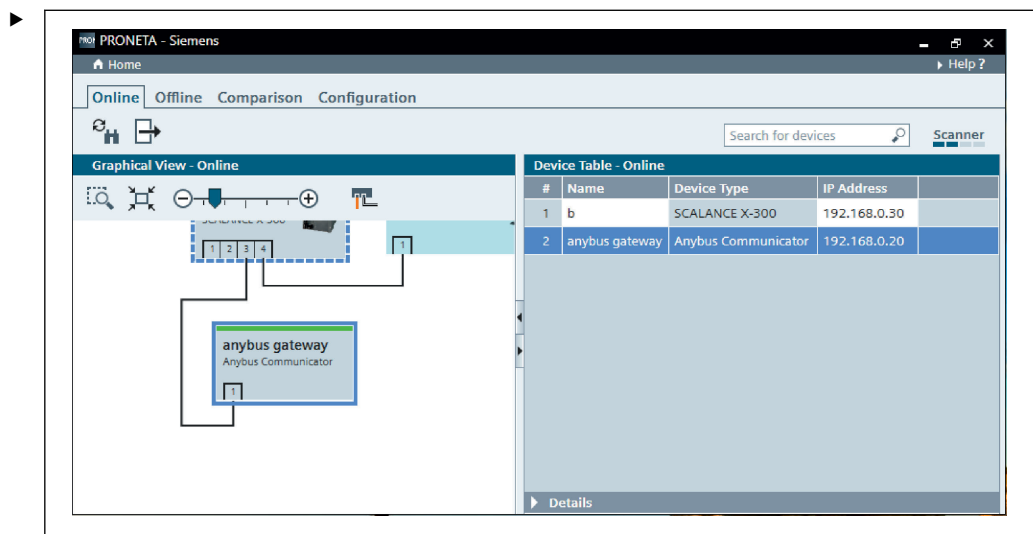 PRONETA - Siemens
Home
Help ?
Online Offline Comparison Configuration
Search for devices
Scanner
Graphical View - Online
Device Table - Online
# Name Device Type IP Address
1 b SCALANCE X-300 192.168.0.30
2 anybus gateway Anybus Communicator 192.168.0.20
SCALANCE X-300
1 2 3 4
1
anybus gateway
Anybus Communicator
1
Details